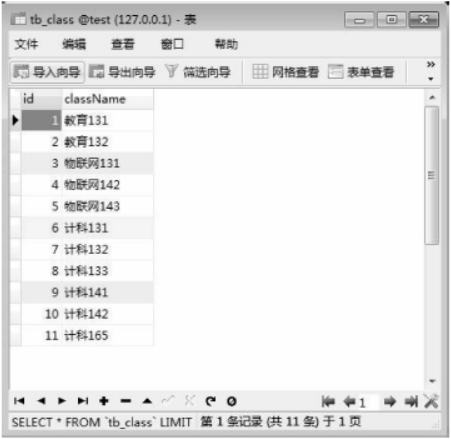 tb_class @test (127.0.0.1) - 表
文件 编辑 查看 窗口 帮助
导入向导 导出向导 筛选向导 网格查看 表单查看 »
id className
1 教育131
2 教育132
3 物联网131
4 物联网142
5 物联网143
6 计科131
7 计科132
8 计科133
9 计科141
10 计科142
11 计科165
1
SELECT * FROM `tb_class` LIMIT 第 1 条记录 (共 11 条) 于 1 页